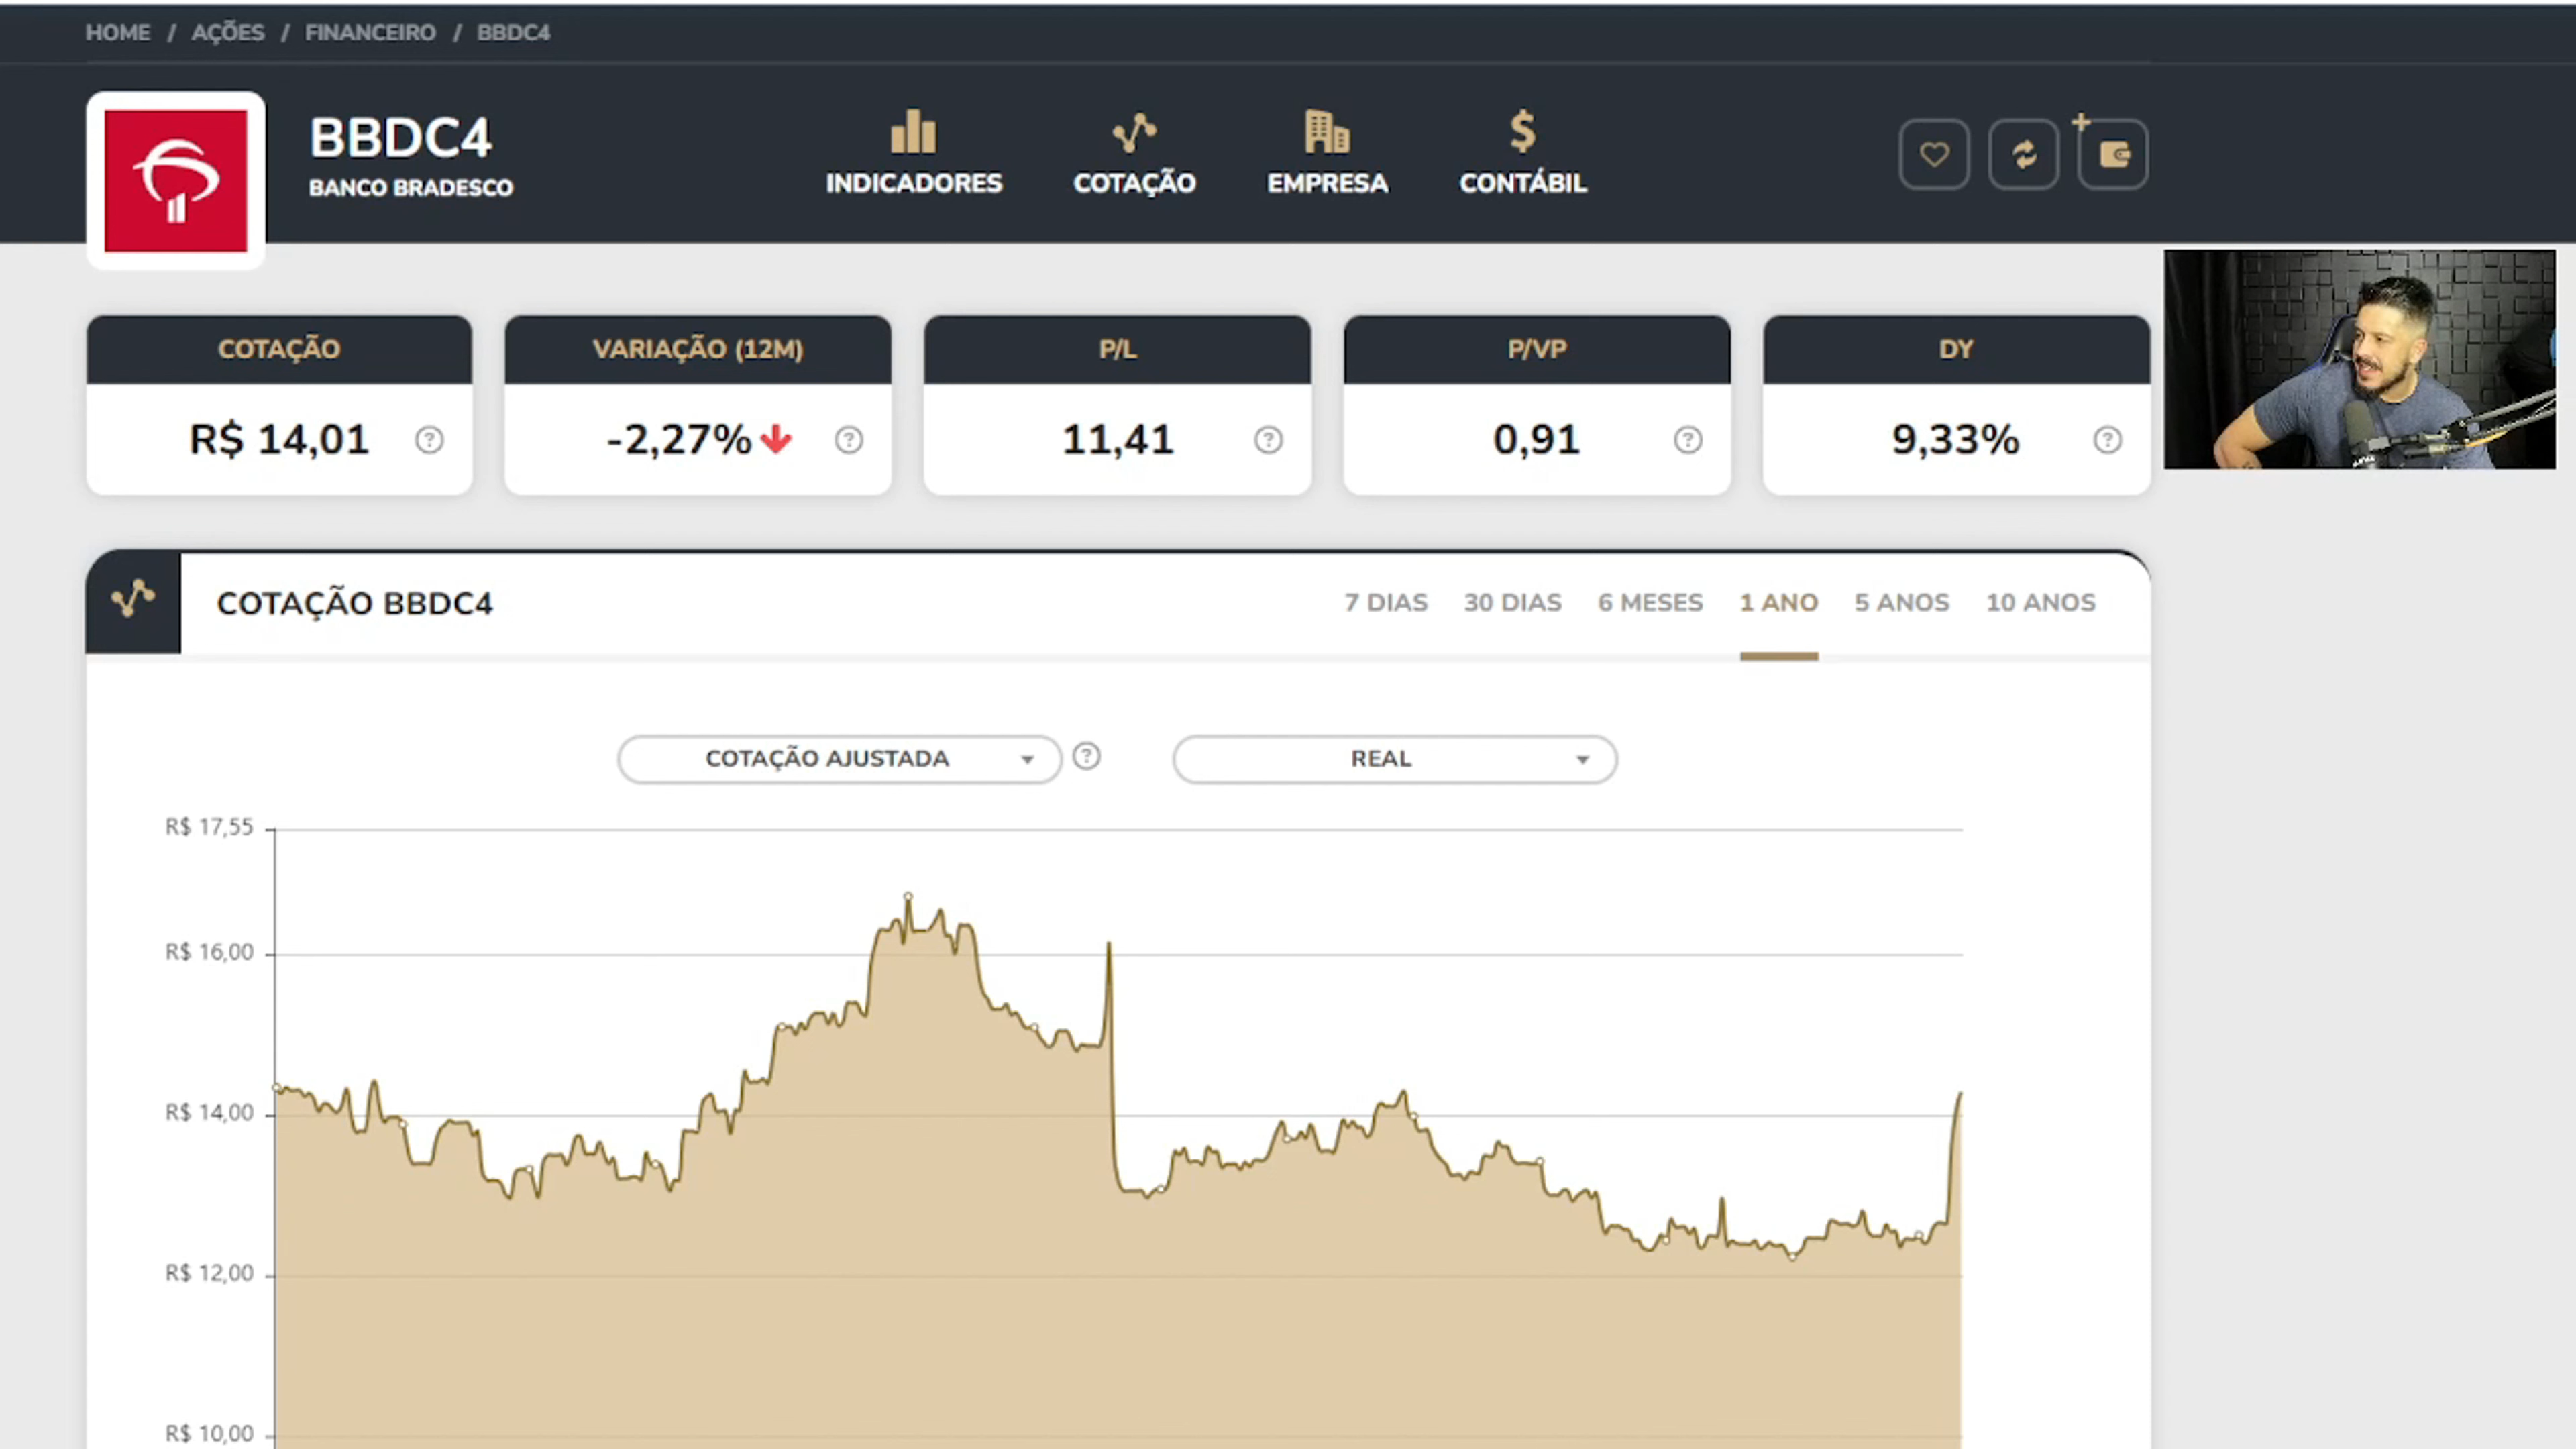 HOME / AÇÕES / FINANCEIRO / BBDC4
BBDC4
BANCO BRADESCO
INDICADORES
COTAÇÃO
EMPRESA
CONTÁBIL
COTAÇÃO
R$ 14,01
VARIAÇÃO (12M)
-2,27%
P/L
11,41
P/VP
0,91
DY
9,33%
COTAÇÃO BBDC4
7 DIAS
30 DIAS
6 MESES
1 ANO
5 ANOS
10 ANOS
COTAÇÃO AJUSTADA
REAL
R$ 17,55
R$ 16,00
R$ 14,00
R$ 12,00
R$ 10,00